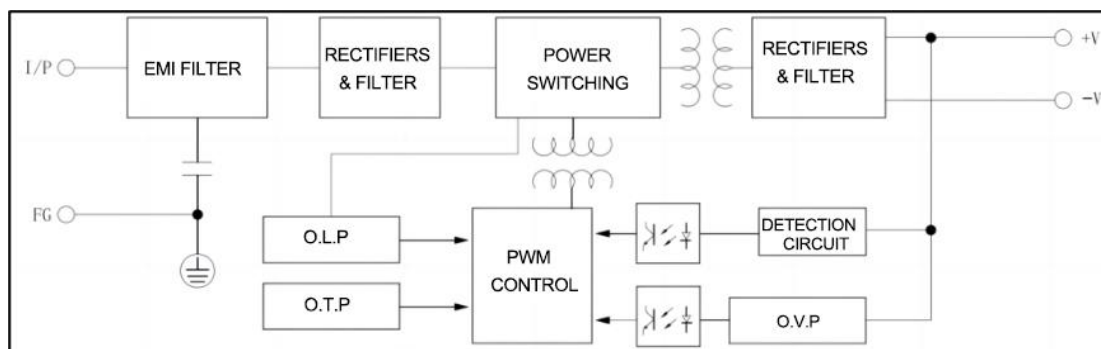 I/P
EMI FILTER
RECTIFIERS
& FILTER
POWER
SWITCHING
RECTIFIERS
& FILTER
+V
-V
FG
O.L.P
O.T.P
PWM
CONTROL
DETECTION
CIRCUIT
O.V.P